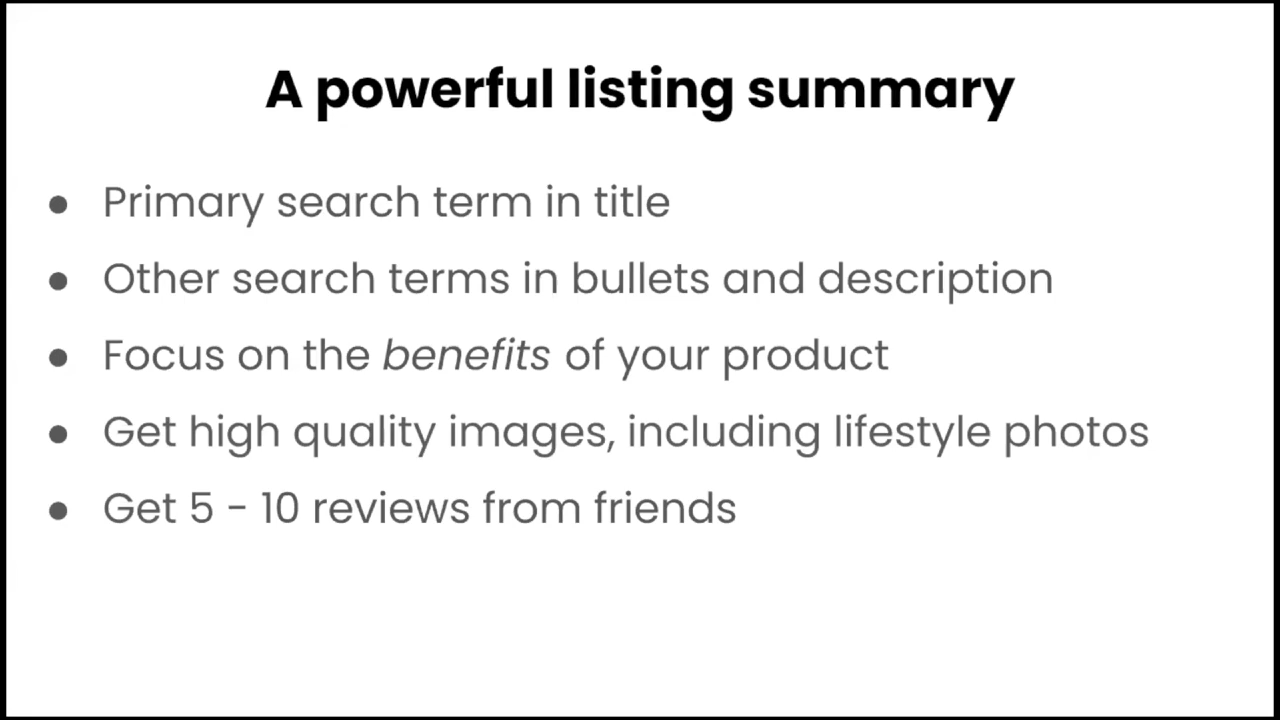 A powerful listing summary
● Primary search term in title
● Other search terms in bullets and description
● Focus on the benefits of your product
● Get high quality images, including lifestyle photos
● Get 5 - 10 reviews from friends